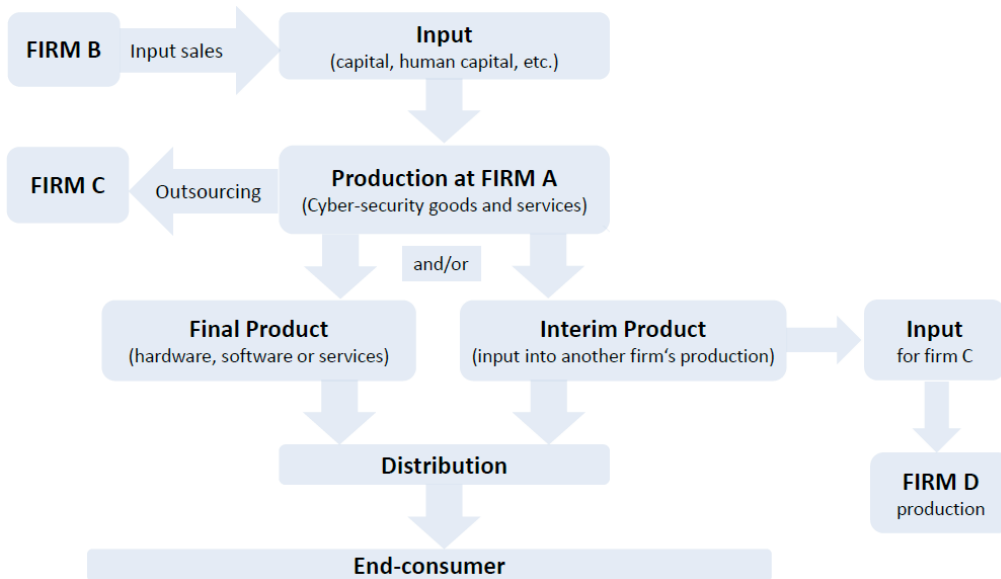 FIRM B
Input sales
Input
(capital, human capital, etc.)
FIRM C
Outsourcing
Production at FIRM A
(Cyber-security goods and services)
and/or
Final Product
(hardware, software or services)
Interim Product
(input into another firm‘s production)
Input
for firm C
Distribution
FIRM D
production
End-consumer